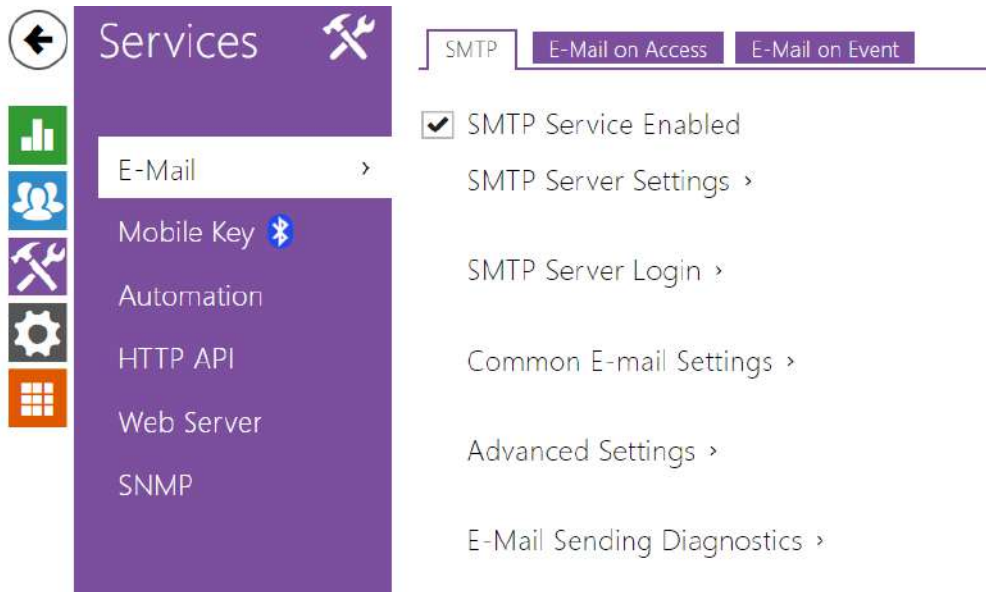 Services
E-Mail ›
Mobile Key
Automation
HTTP API
Web Server
SNMP
SMTP E-Mail on Access E-Mail on Event
SMTP Service Enabled
SMTP Server Settings ›
SMTP Server Login ›
Common E-mail Settings ›
Advanced Settings ›
E-Mail Sending Diagnostics ›